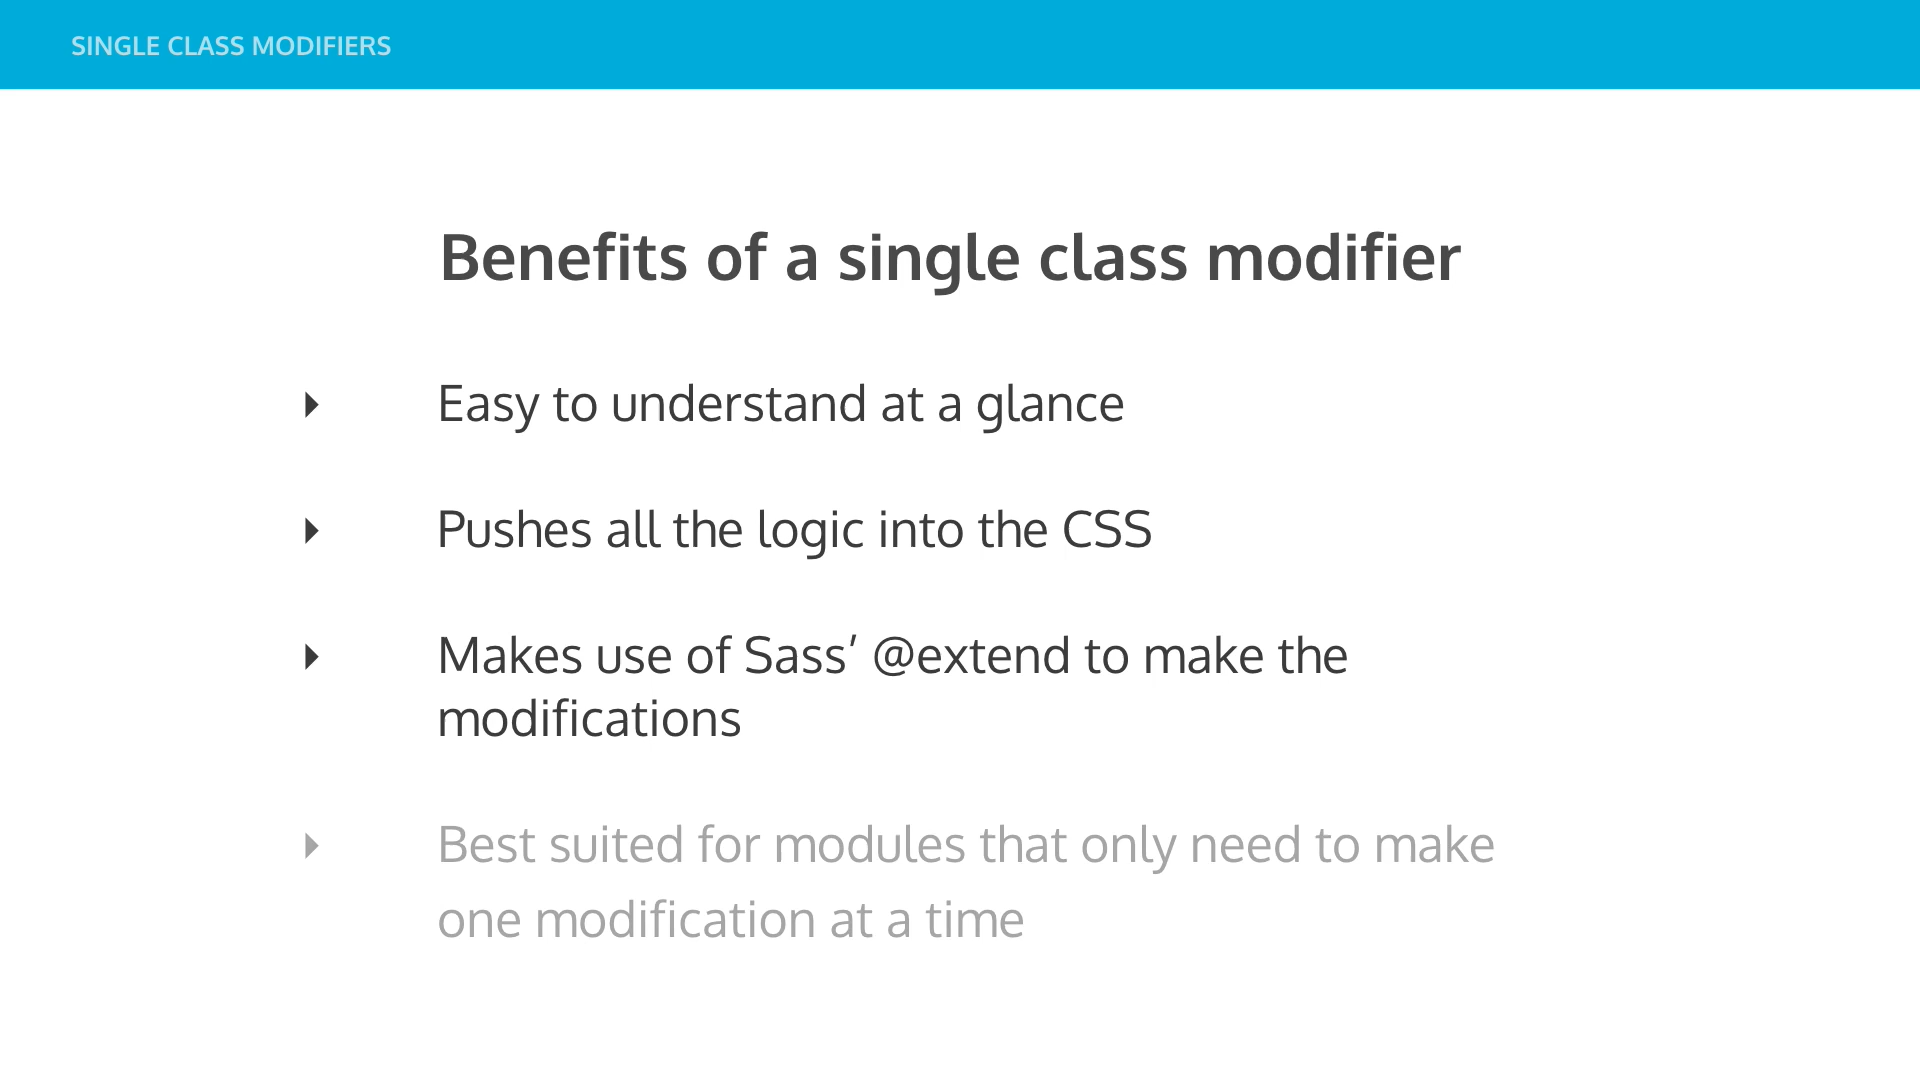 SINGLE CLASS MODIFIERS
Benefits of a single class modifier
‣ Easy to understand at a glance
‣ Pushes all the logic into the CSS
‣ Makes use of Sass’ @extend to make the
modifications
‣ Best suited for modules that only need to make
one modification at a time